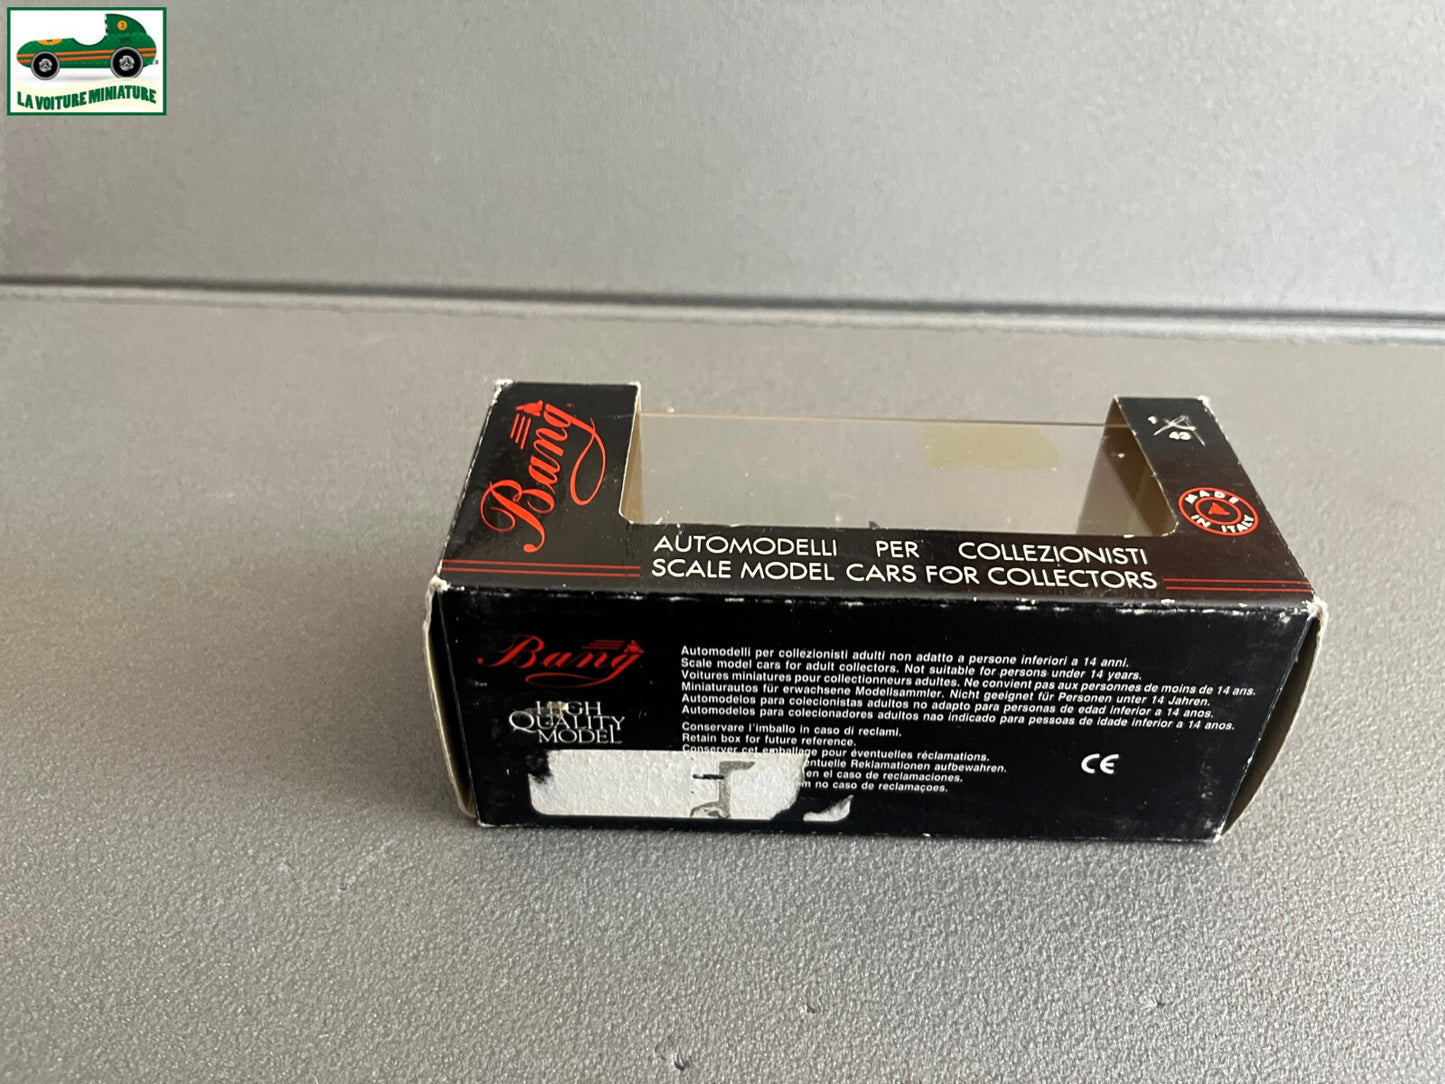 3
LA VOITURE MINIATURE
Bang
1
43
MADE
IN ITALY
AUTOMODELLI PER COLLEZIONISTI
SCALE MODEL CARS FOR COLLECTORS
Bang
HIGH
QUALITY
MODEL
Automodelli per collezionisti adulti non adatto a persone inferiori a 14 anni.
Scale model cars for adult collectors. Not suitable for persons under 14 years.
Voitures miniatures pour collectionneurs adultes. Ne convient pas aux personnes de moins de 14 ans.
Miniaturautos für erwachsene Modellsammler. Nicht geeignet für Personen unter 14 Jahren.
Automodelos para colecionistas adultos no adapto para personas de edad inferior a 14 anos.
Automodelos para colecionadores adultos nao indicado para pessoas de idade inferior a 14 anos.
Conservare l'imballo in caso di reclami.
Retain box for future reference.
Conserver cet emballage pour éventuelles réclamations.
Reklamationen aufbewahren.
en el caso de reclamaciones.
no caso de reclamaçoes.
CE